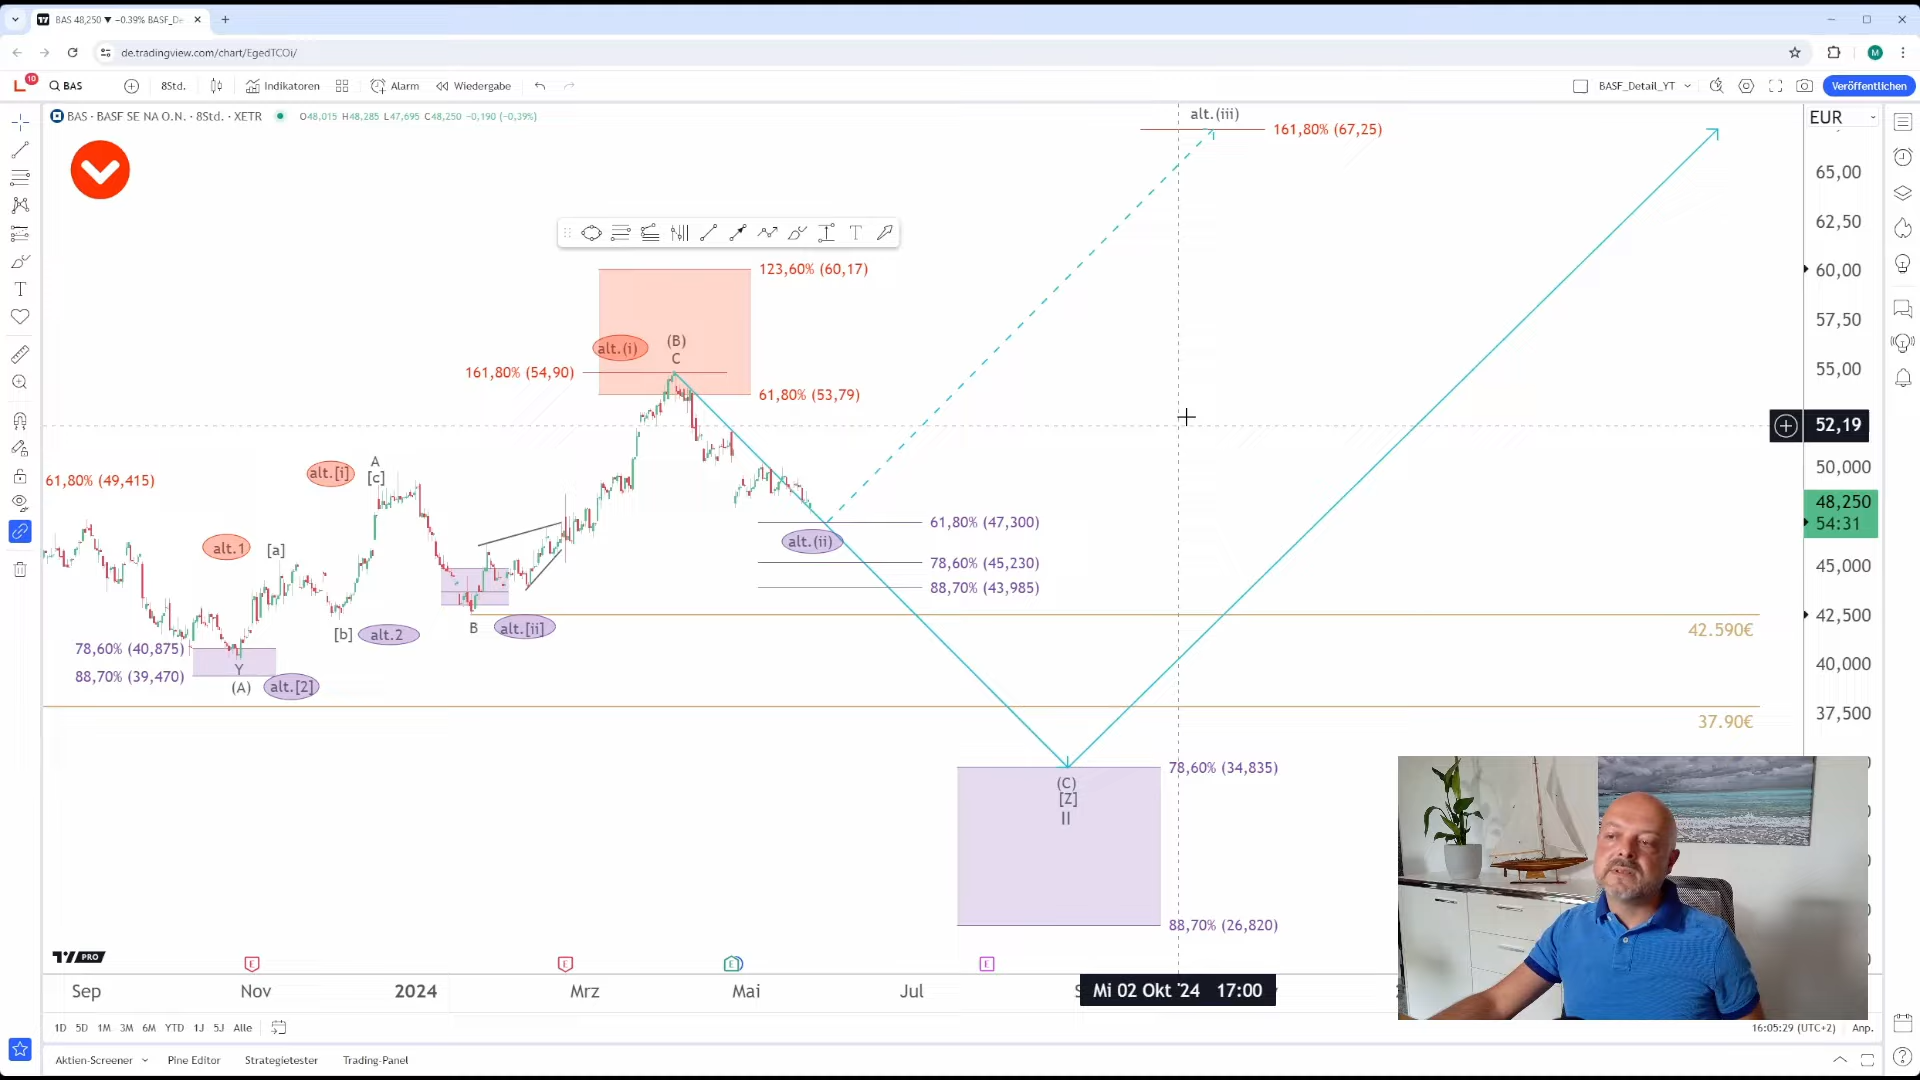 BAS 48,250 ▼ −0.39% BASF_De
de.tradingview.com/chart/EgedTCOi/
10
BAS
8Std.
Indikatoren
Alarm
Wiedergabe
BASF_Detail_YT
Veröffentlichen
BAS · BASF SE NA O.N. · 8Std. · XETR
O48,015 H48,285 L47,695 C48,250 −0,190 (−0,39%)
EUR
M
alt.(iii)
161,80% (67,25)
65,00
62,50
60,00
57,50
55,00
52,19
50,000
48,250
54:31
45,000
42,500
40,000
37,500
123,60% (60,17)
alt.(i)
(B)
C
161,80% (54,90)
61,80% (53,79)
A
alt.[i]
[c]
61,80% (49,415)
alt.1
[a]
61,80% (47,300)
alt.(ii)
78,60% (45,230)
88,70% (43,985)
B
alt.[ii]
[b]
alt.2
42.590€
78,60% (40,875)
Y
88,70% (39,470)
(A)
alt.[2]
37.90€
78,60% (34,835)
(C)
[Z]
II
88,70% (26,820)
PRO
E
E
E
E
Sep
Nov
2024
Mrz
Mai
Jul
Mi 02 Okt '24 17:00
1D
5D
1M
3M
6M
YTD
1J
5J
Alle
16:05:29 (UTC+2)
Anp.
Aktien-Screener
Pine Editor
Strategietester
Trading-Panel